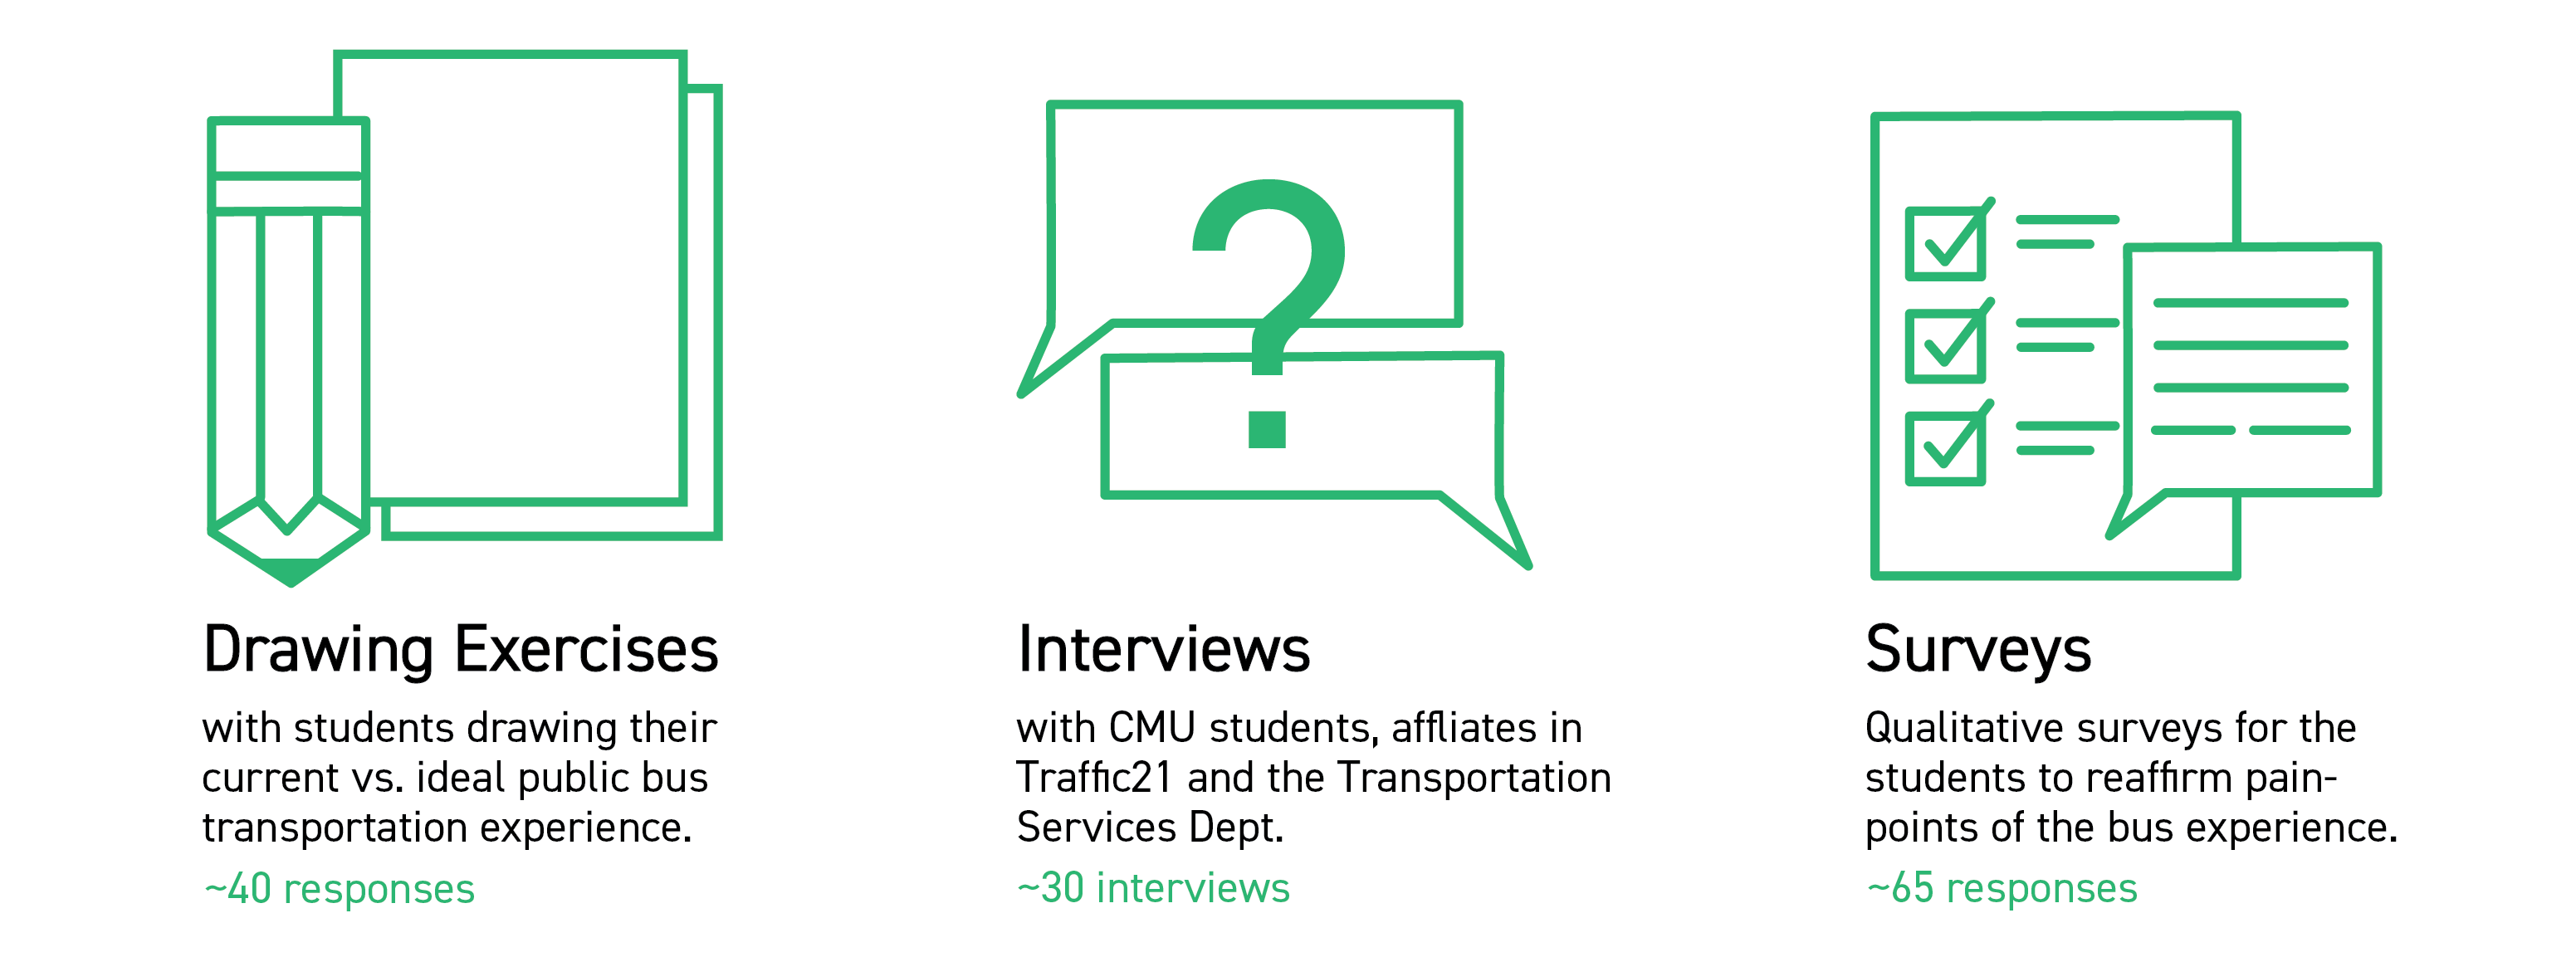 Drawing Exercises
with students drawing their
current vs. ideal public bus
transportation experience.
~40 responses
Interviews
with CMU students, affliates in
Traffic21 and the Transportation
Services Dept.
~30 interviews
Surveys
Qualitative surveys for the
students to reaffirm pain-
points of the bus experience.
~65 responses